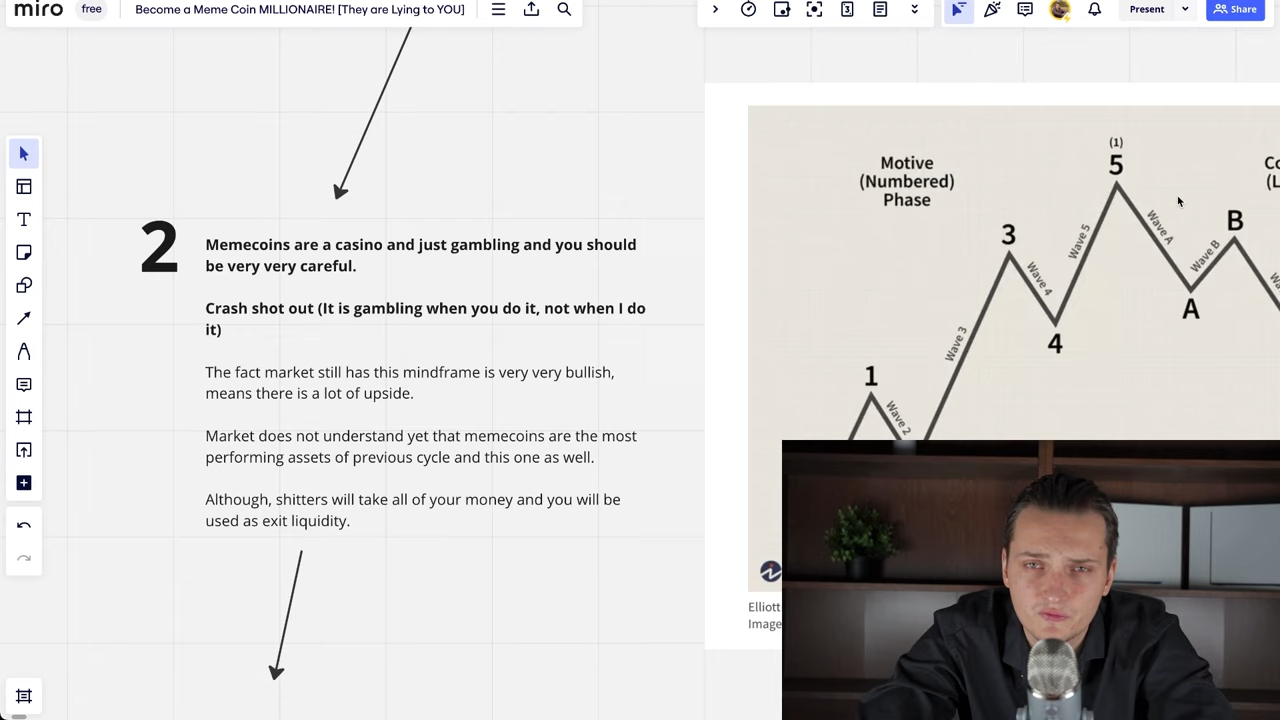 miro
free
Become a Meme Coin MILLIONAIRE! [They are Lying to YOU]
3
Present
Share
2
Memecoins are a casino and just gambling and you should
be very very careful.
Crash shot out (It is gambling when you do it, not when I do
it)
The fact market still has this mindframe is very very bullish,
means there is a lot of upside.
Market does not understand yet that memecoins are the most
performing assets of previous cycle and this one as well.
Although, shitters will take all of your money and you will be
used as exit liquidity.
Motive
(Numbered)
Phase
(1)
5
3
B
Wave A
Wave 5
Wave B
Wave 4
A
4
Wave 3
1
Wave 2
Elliott
Image